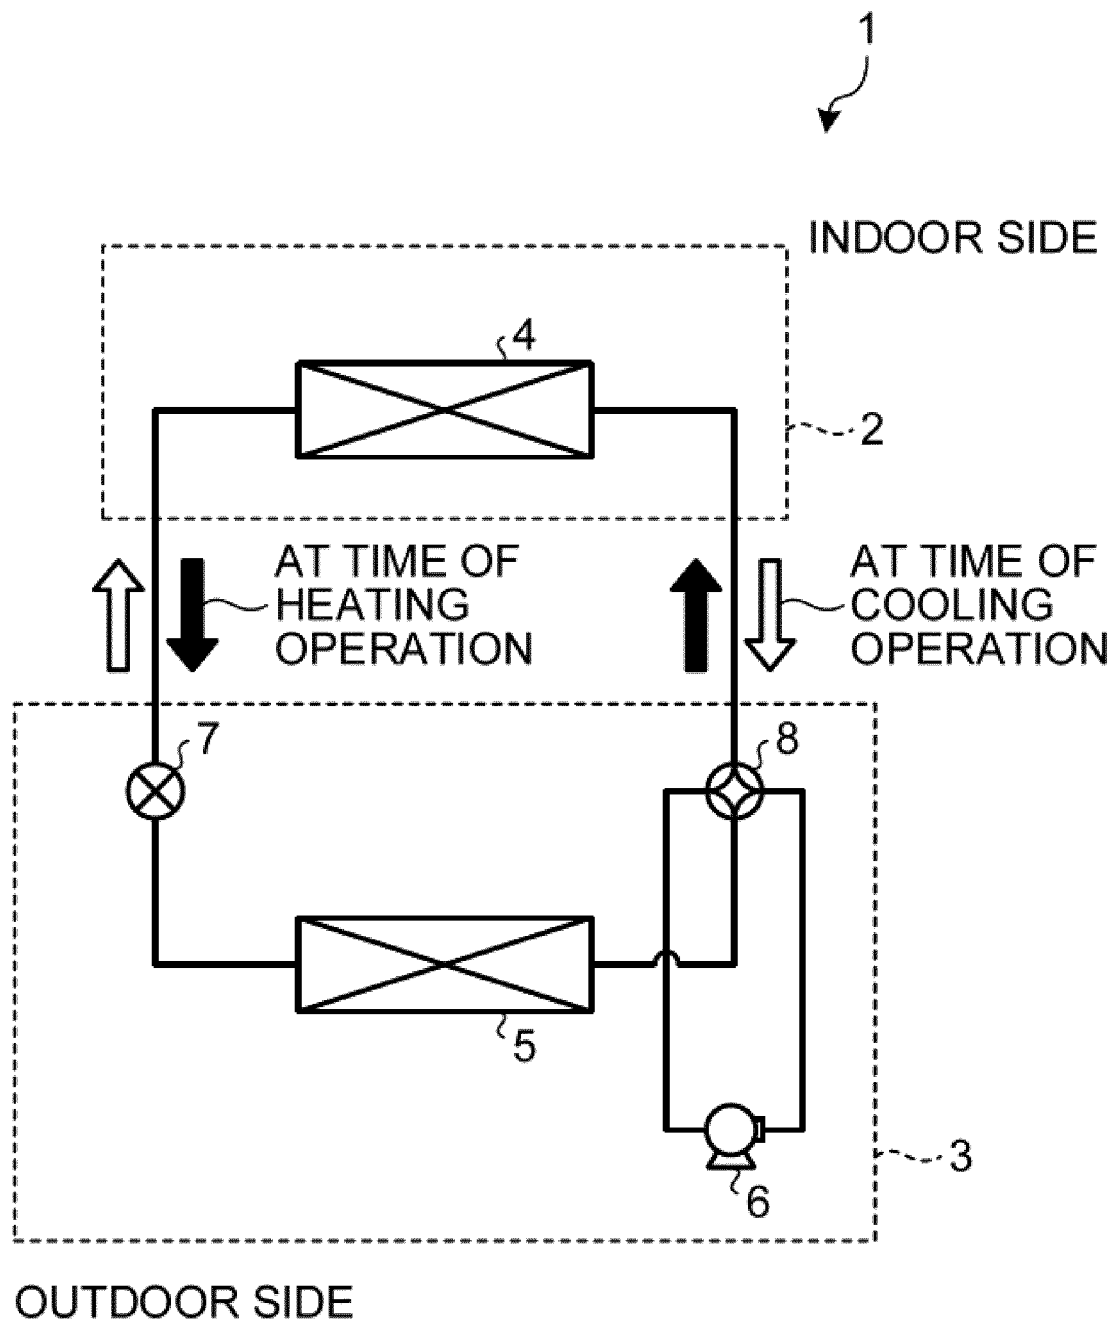 1
INDOOR SIDE
4
2
AT TIME OF
HEATING
OPERATION
AT TIME OF
COOLING
OPERATION
7
8
5
3
6
OUTDOOR SIDE